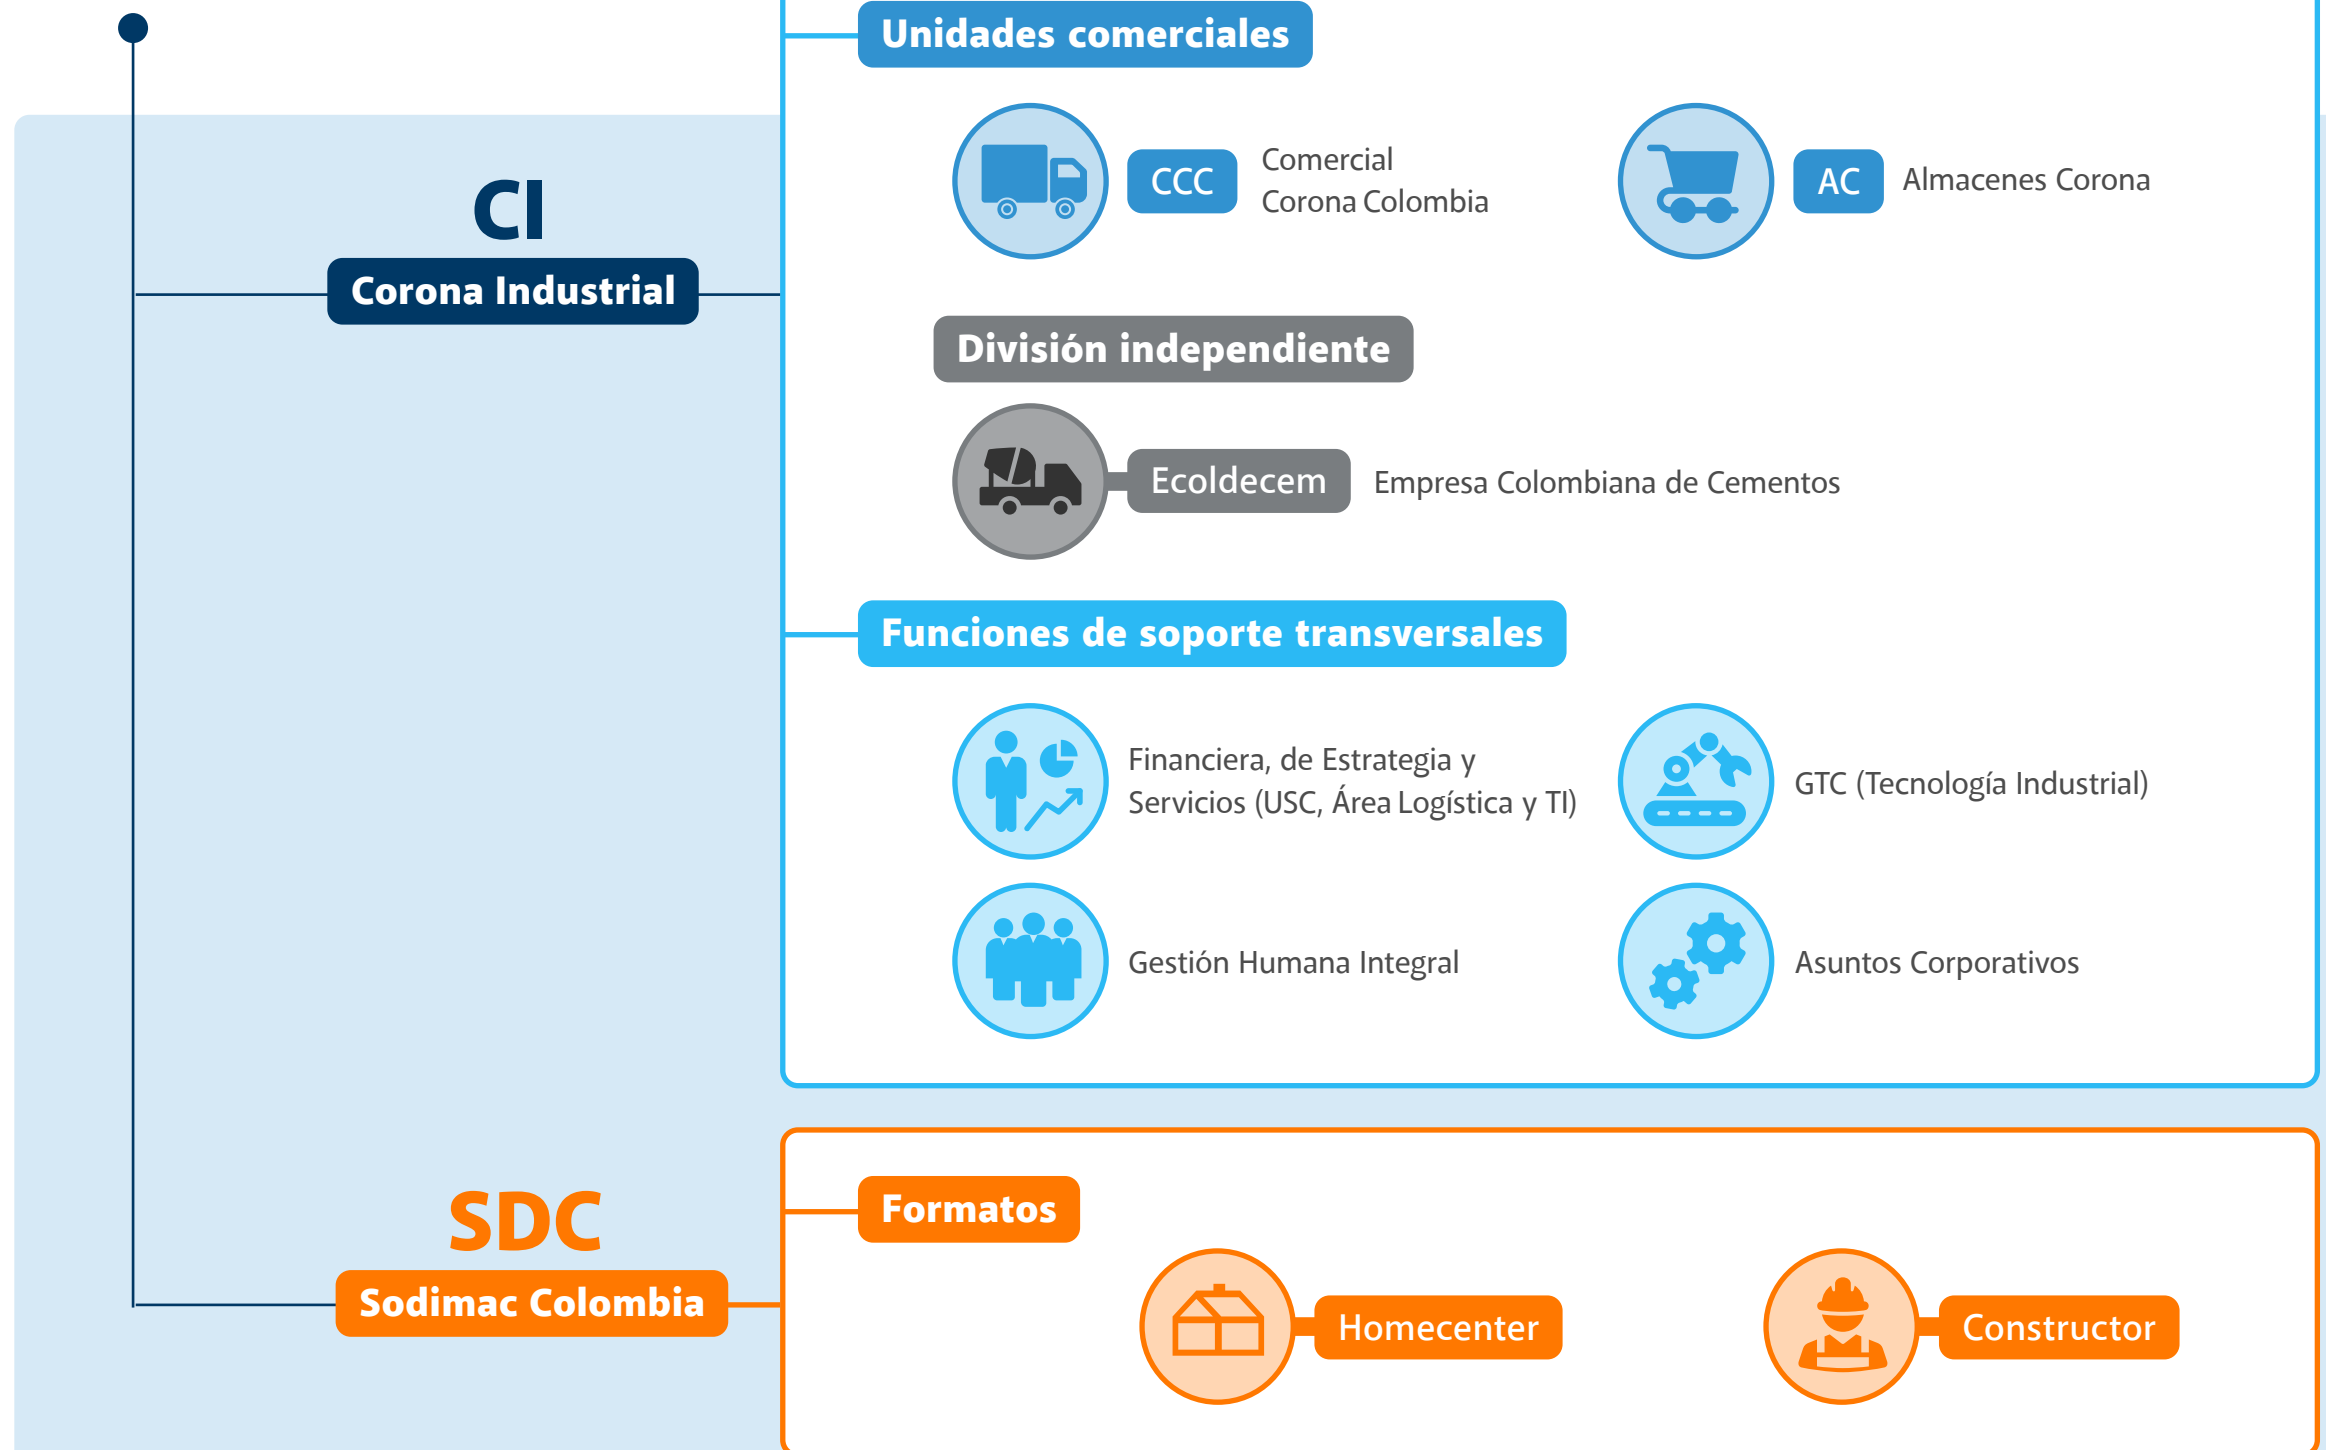 Unidades comerciales
CCC
Comercial
Corona Colombia
AC
Almacenes Corona
CI
Corona Industrial
División independiente
Ecoldecem
Empresa Colombiana de Cementos
Funciones de soporte transversales
Financiera, de Estrategia y
Servicios (USC, Área Logística y TI)
GTC (Tecnología Industrial)
Gestión Humana Integral
Asuntos Corporativos
SDC
Sodimac Colombia
Formatos
Homecenter
Constructor